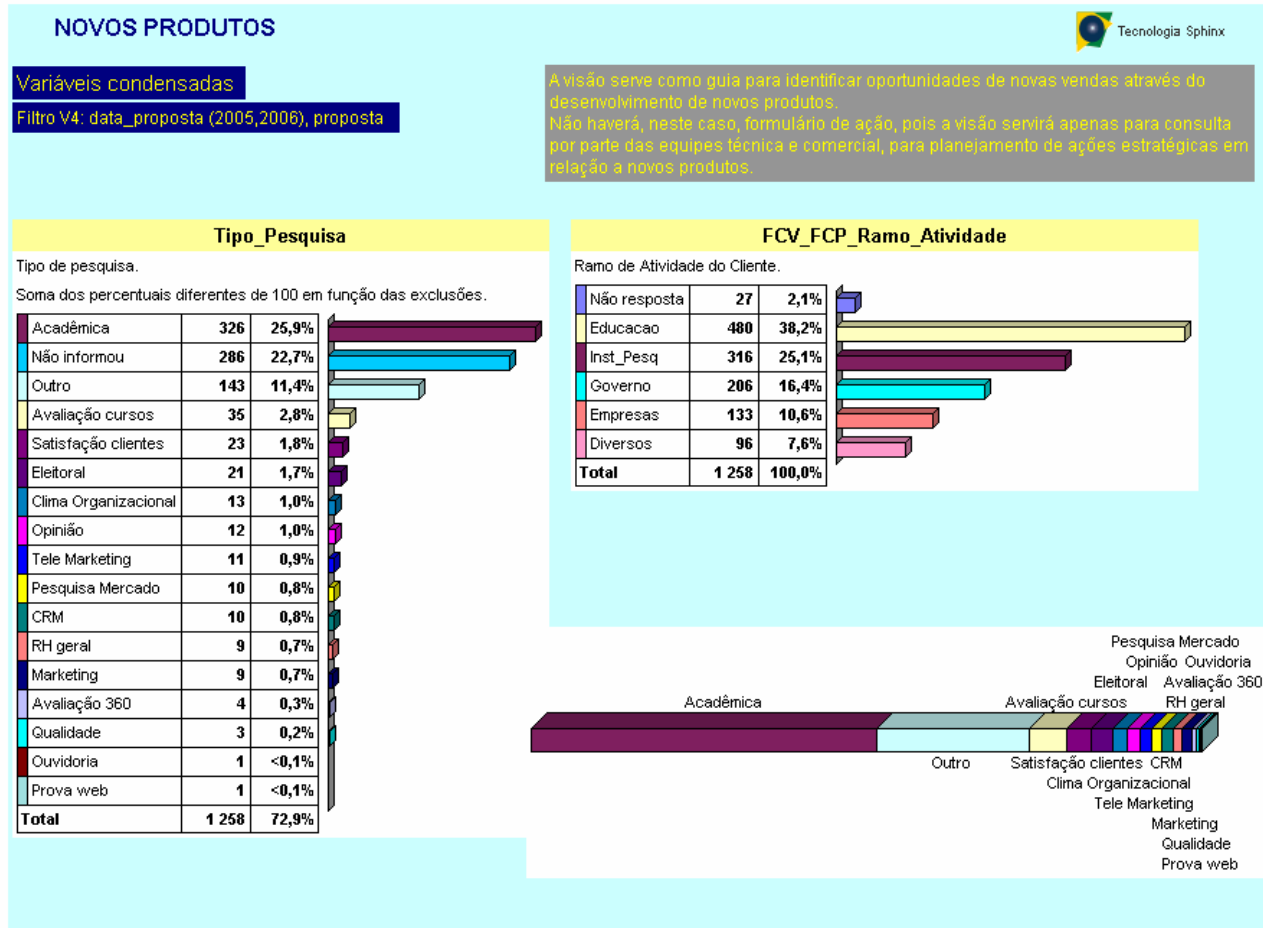 NOVOS PRODUTOS
Tecnologia Sphinx
Variáveis condensadas
Filtro V4: data_proposta (2005,2006), proposta
A visão serve como guia para identificar oportunidades de novas vendas através do
desenvolvimento de novos produtos.
Não haverá, neste caso, formulário de ação, pois a visão servirá apenas para consulta
por parte das equipes técnica e comercial, para planejamento de ações estratégicas em
relação a novos produtos.
Tipo_Pesquisa
Tipo de pesquisa.
Soma dos percentuais diferentes de 100 em função das exclusões.
Acadêmica 326 25,9%
Não informou 286 22,7%
Outro 143 11,4%
Avaliação cursos 35 2,8%
Satisfação clientes 23 1,8%
Eleitoral 21 1,7%
Clima Organizacional 13 1,0%
Opinião 12 1,0%
Tele Marketing 11 0,9%
Pesquisa Mercado 10 0,8%
CRM 10 0,8%
RH geral 9 0,7%
Marketing 9 0,7%
Avaliação 360 4 0,3%
Qualidade 3 0,2%
Ouvidoria 1 <0,1%
Prova web 1 <0,1%
Total 1 258 72,9%
FCV_FCP_Ramo_Atividade
Ramo de Atividade do Cliente.
Não resposta 27 2,1%
Educacao 480 38,2%
Inst_Pesq 316 25,1%
Governo 206 16,4%
Empresas 133 10,6%
Diversos 96 7,6%
Total 1 258 100,0%
Pesquisa Mercado
Opinião Ouvidoria
Eleitoral Avaliação 360
Acadêmica Avaliação cursos RH geral
Outro Satisfação clientes CRM
Clima Organizacional
Tele Marketing
Marketing
Qualidade
Prova web